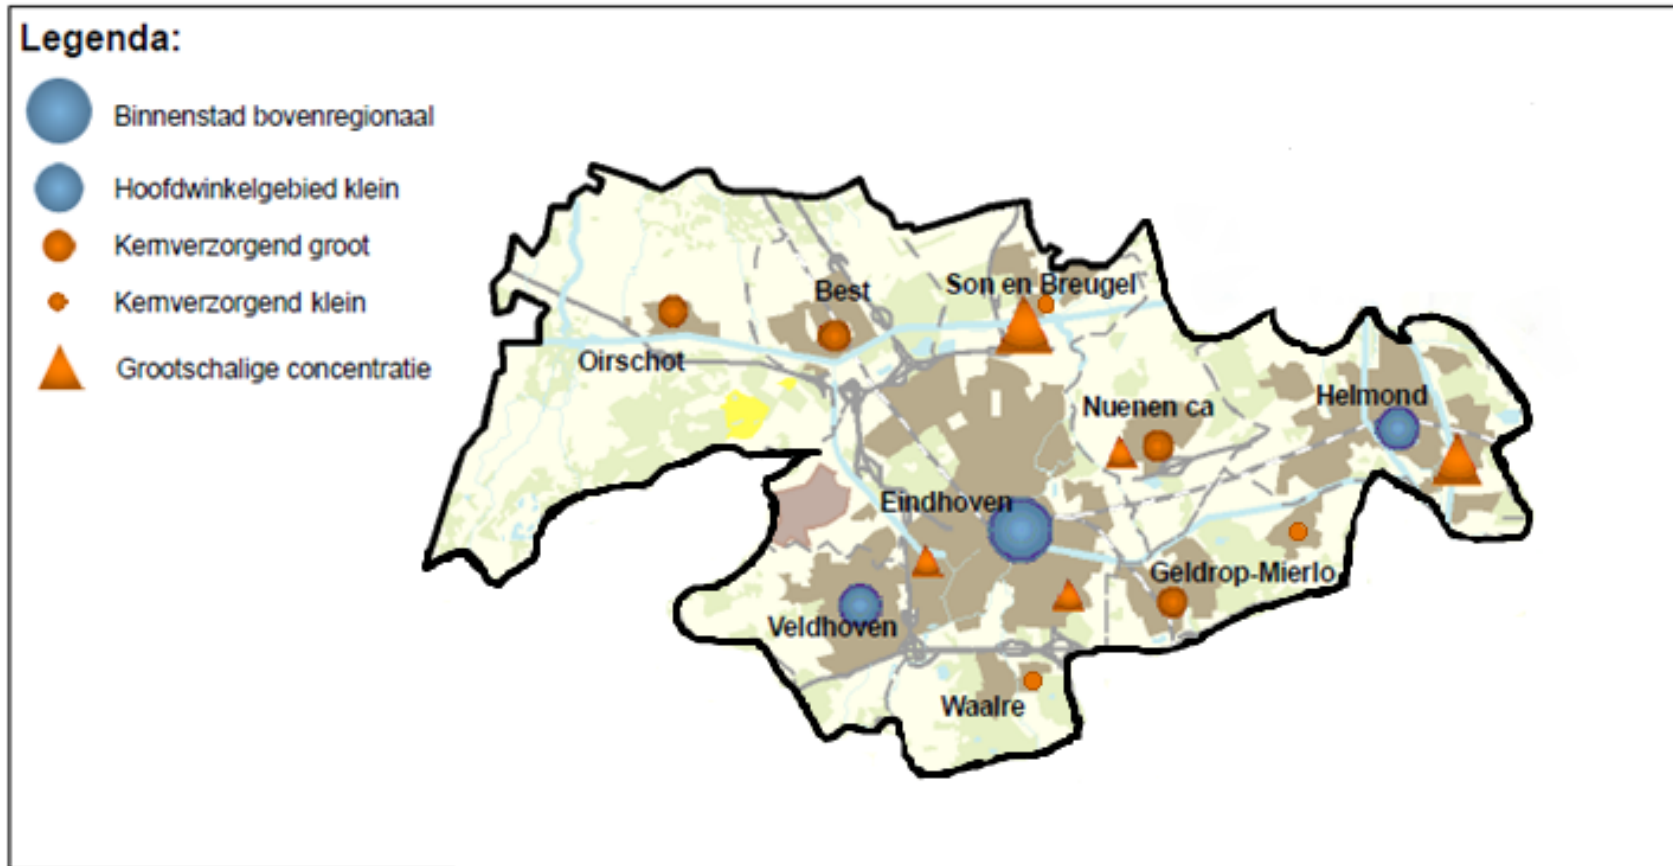 Legenda:
Binnenstad bovenregionaal
Hoofdwinkelgebied klein
Kernverzorgend groot
Kernverzorgend klein
Grootschalige concentratie
Son en Breugel
Best
Oirschot
Helmond
Nuenen ca
Eindhoven
Geldrop-Mierlo
Veldhoven
Waalre